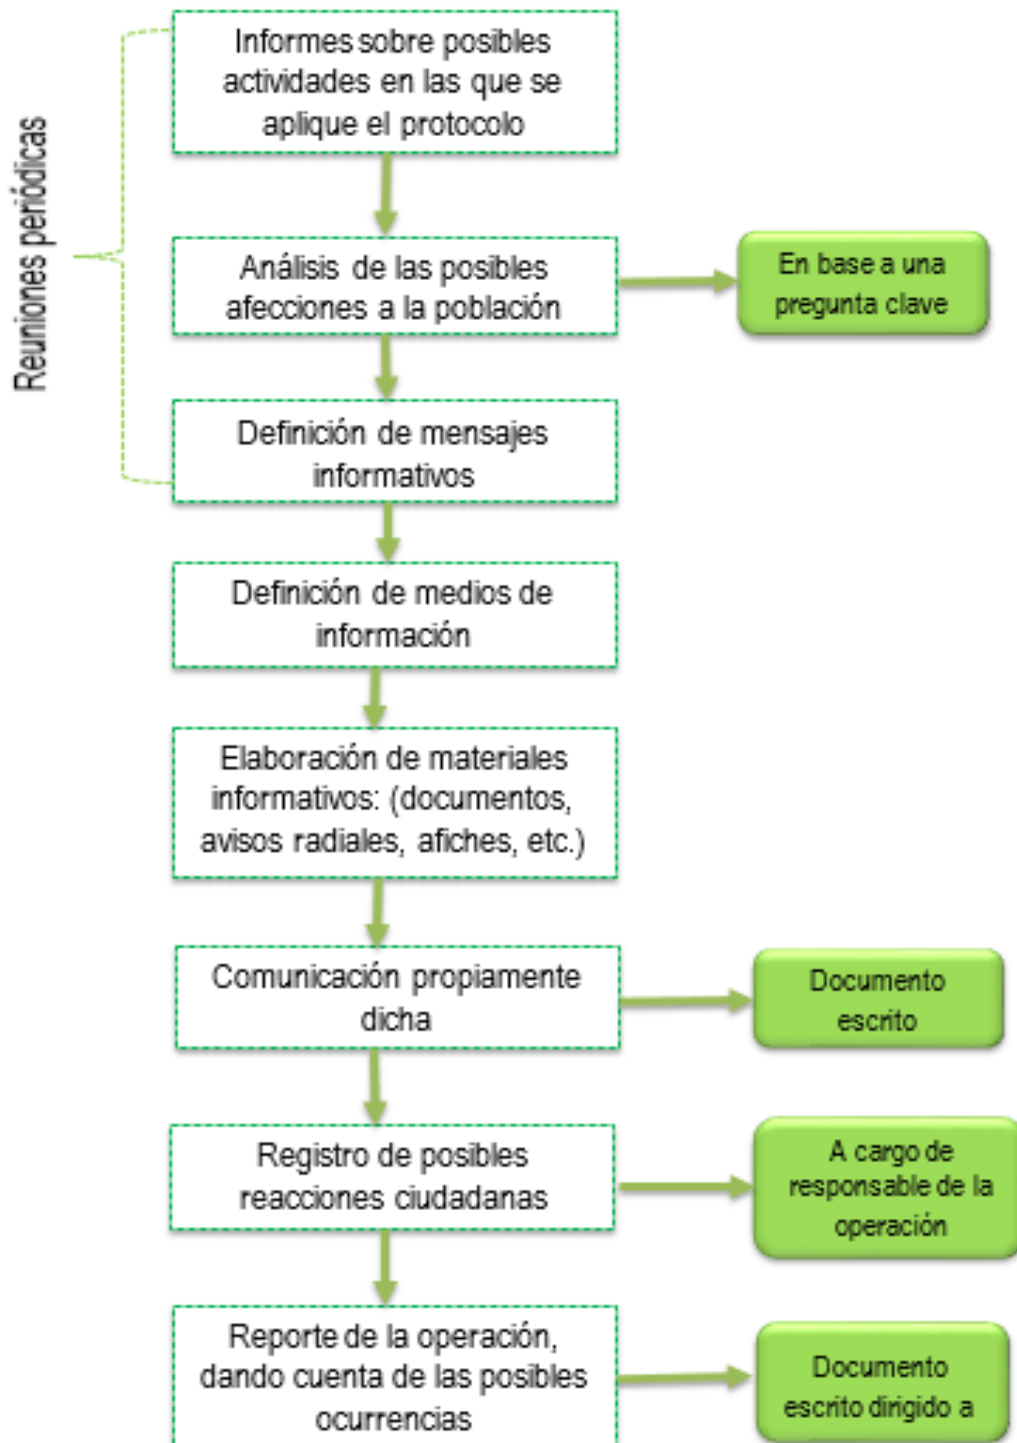 Reuniones periódicas
Informes sobre posibles
actividades en las que se
aplique el protocolo
Análisis de las posibles
afecciones a la población
En base a una
pregunta clave
Definición de mensajes
informativos
Definición de medios de
información
Elaboración de materiales
informativos: (documentos,
avisos radiales, afiches, etc.)
Comunicación propiamente
dicha
Documento
escrito
Registro de posibles
reacciones ciudadanas
A cargo de
responsable de la
operación
Reporte de la operación,
dando cuenta de las posibles
ocurrencias
Documento
escrito dirigido a